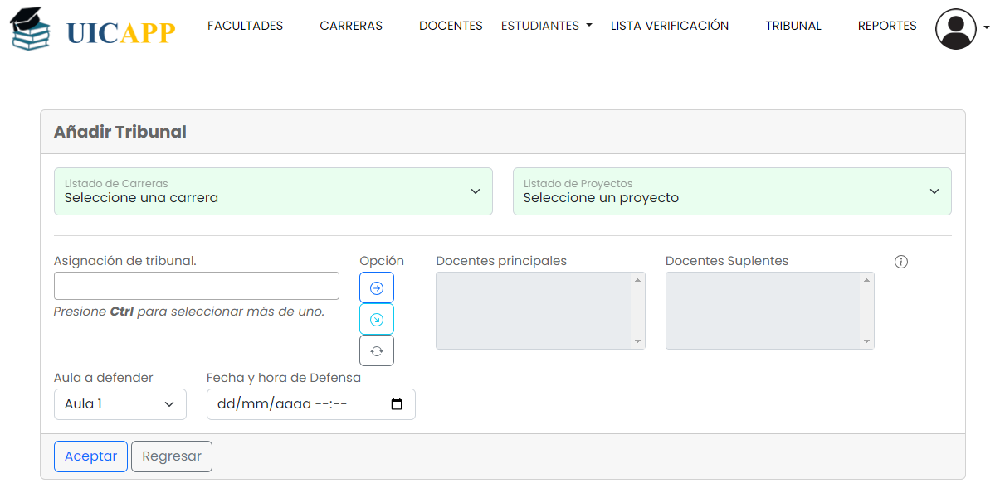 UICAPP FACULTADES CARRERAS DOCENTES ESTUDIANTES LISTA VERIFICACIÓN TRIBUNAL REPORTES
Añadir Tribunal
Listado de Carreras
Seleccione una carrera
Listado de Proyectos
Seleccione un proyecto
Asignación de tribunal. Opción Docentes principales Docentes Suplentes
Presione Ctrl para seleccionar más de uno.
Aula a defender Fecha y hora de Defensa
Aula 1 dd/mm/aaaa --:--
Aceptar Regresar